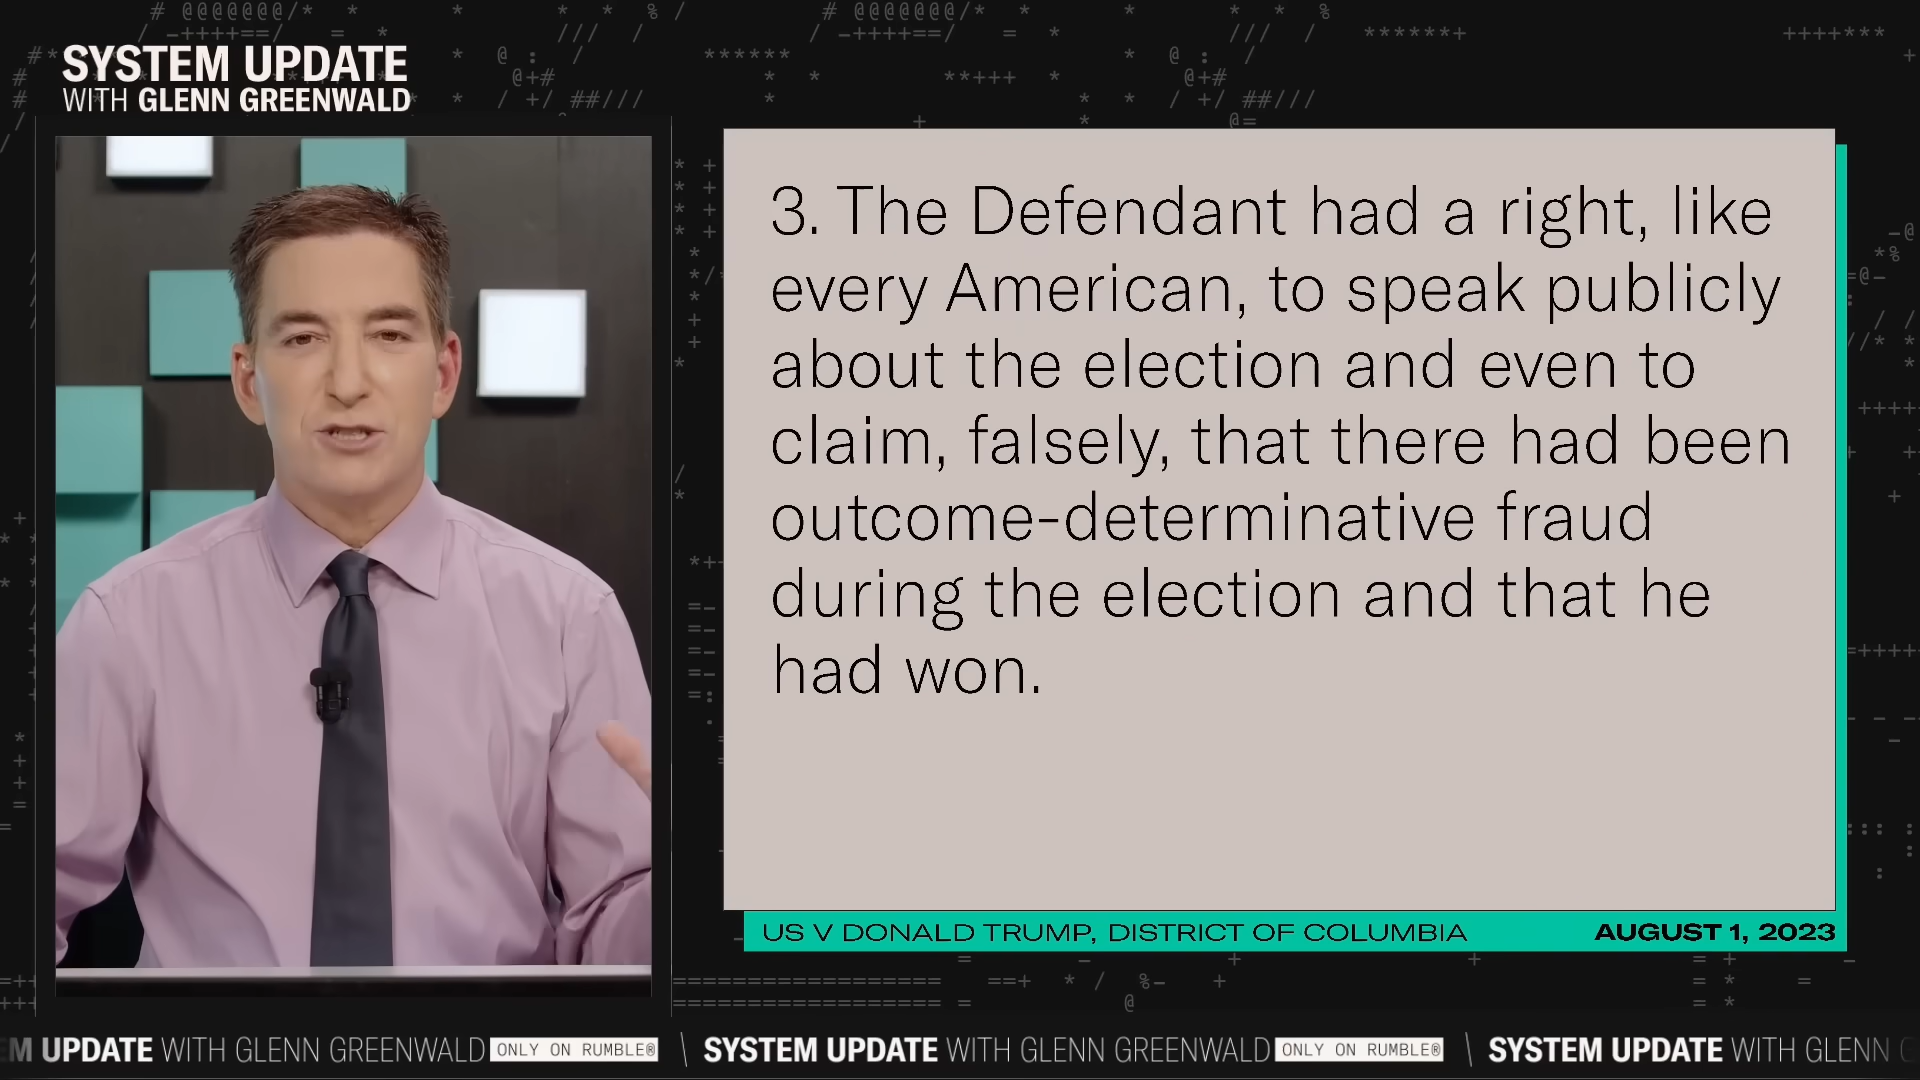 SYSTEM UPDATE
WITH GLENN GREENWALD
3. The Defendant had a right, like
every American, to speak publicly
about the election and even to
claim, falsely, that there had been
outcome-determinative fraud
during the election and that he
had won.
US V DONALD TRUMP, DISTRICT OF COLUMBIA
AUGUST 1, 2023
M UPDATE WITH GLENN GREENWALD ONLY ON RUMBLE® \ SYSTEM UPDATE WITH GLENN GREENWALD ONLY ON RUMBLE® \ SYSTEM UPDATE WITH GLENN